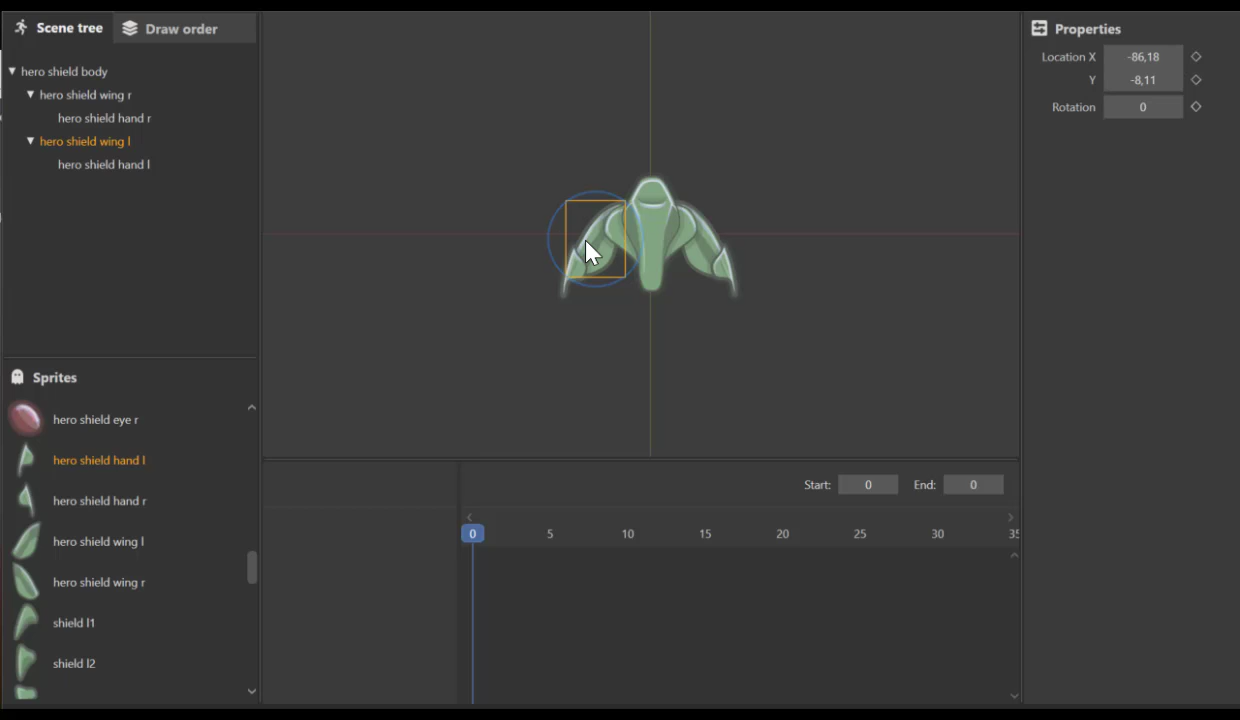 Scene tree
Draw order
hero shield body
hero shield wing r
hero shield hand r
hero shield wing l
hero shield hand l
Sprites
hero shield eye r
hero shield hand l
hero shield hand r
hero shield wing l
hero shield wing r
shield l1
shield l2
Start: 0 End: 0
0 5 10 15 20 25 30 35
Properties
Location X -86,18
Y -8,11
Rotation 0